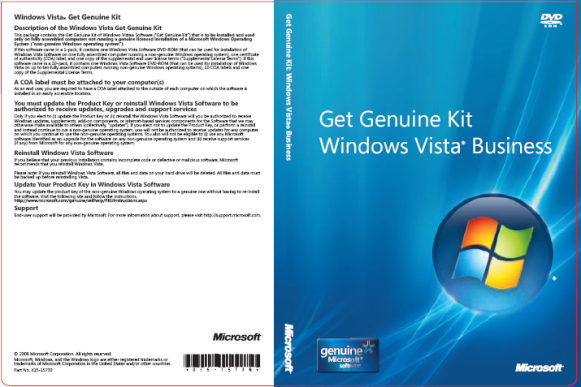 Windows Vista® Get Genuine Kit
Description of the Windows Vista Get Genuine Kit
This package contains the Get Genuine Kit of Windows Vista Software ("Get Genuine Kit") that is to be installed and used
only on fully assembled computers not running a genuine licensed installation of a Microsoft Windows Operating
System ("non-genuine Windows operating system").
If this software came in a 1-pack, it contains one Windows Vista Software DVD-ROM (that can be used for installation of
Windows Vista Software on one fully assembled computer running a non-genuine Windows operating system), one certificate
of authenticity (COA) label, and one copy of the supplemental end user license terms ("Supplemental License Terms"). If this
software came in a 10-pack, it contains one Windows Vista Software DVD-ROM (that can be used for installation of Windows
Vista on up to ten fully assembled computers running non-genuine Windows operating systems), 10 COA labels and one
copy of the Supplemental License Terms.
A COA label must be attached to your computer(s)
As an end user, you are required to have a COA label attached to the outside of each computer on which the software is
installed in an easily accessible location.
You must update the Product Key or reinstall Windows Vista Software to be
authorized to receive updates, upgrades and support services
Only if you elect to (i) update the Product Key or (ii) reinstall the Windows Vista Software will you be authorized to receive
Windows updates, supplements, add-on components, or internet-based services components for the Software that we may
otherwise make available to others (collectively, "updates"). If you elect not to update the Product Key, or perform a reinstall
and instead continue to use a non-genuine operating system, you will not be authorized to receive updates for any computer
on which you continue to use the non-genuine operating systems. You also will not be eligible to (i) use any Microsoft
software identified as an upgrade for the software on any non-genuine operating system and (ii) receive support services
(if any) from Microsoft for any non-genuine operating system.
Reinstall Windows Vista Software
If you believe that your previous installation contains incomplete code or defective or malicious software, Microsoft
recommends that you reinstall Windows Vista.
Please note: If you reinstall Windows Vista Software, all files and data on your hard drive will be deleted. All files and data must
be backed up before reinstalling Vista.
Update Your Product Key in Windows Vista Software
You may update the product key of the non-genuine Windows operating system to a genuine one without having to re-install
the software. Visit the following site and follow the instructions.
Support
End-user support will be provided by Microsoft. For more information about support, please visit http://support.microsoft.com.
Microsoft®
© 2006 Microsoft Corporation. All rights reserved.
Microsoft, Windows, and the Windows logo are either registered trademarks or
trademarks of Microsoft Corporation in the United States and/or other countries.
Part No. X15-15739
Get Genuine Kit Windows Vista Business
Microsoft
DVD
ROM
Get Genuine Kit
Windows Vista® Business
genuine
Microsoft®
software
Microsoft®